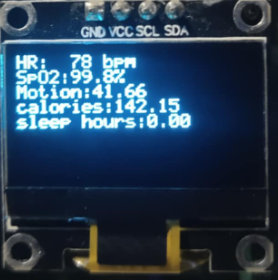 GND VCC SCL SDA
HR:  78 bpm
SpO2:99.8%
Motion:41.66
calories:142.15
sleep hours:0.00